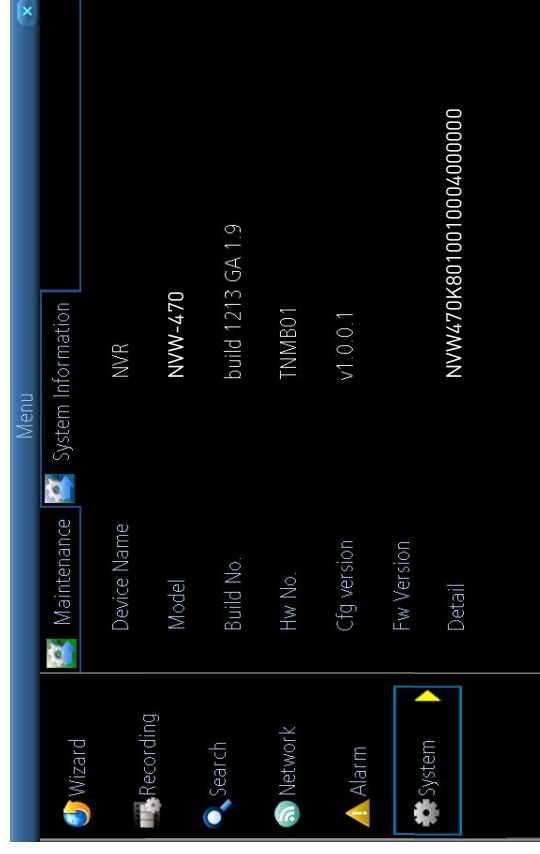 Menu
x
Maintenance
System Information
Wizard
Recording
Search
Network
Alarm
System
Device Name NVR
Model NVW-470
Build No. build 1213 GA 1.9
Hw No. TNMB01
Cfg version v1.0.0.1
Fw Version
Detail NVW470K8010010004000000